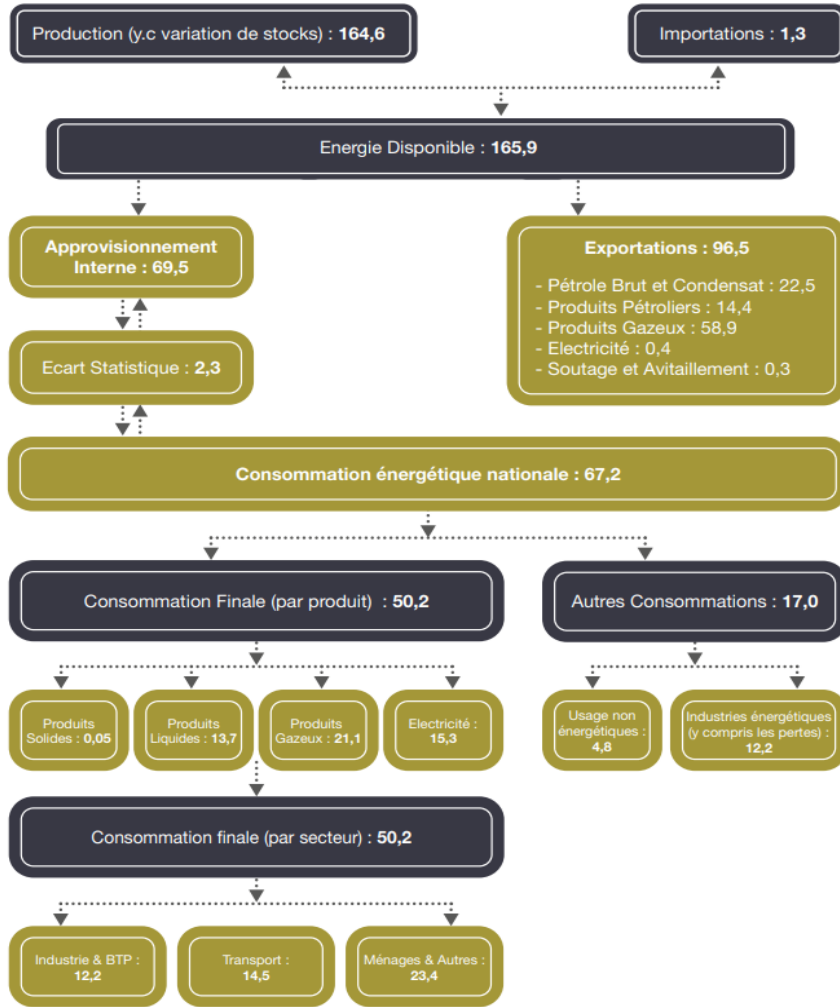 Production (y.c variation de stocks) : 164,6
Importations : 1,3
Energie Disponible : 165,9
Approvisionnement
Interne : 69,5
Exportations : 96,5
- Pétrole Brut et Condensat : 22,5
- Produits Pétroliers : 14,4
- Produits Gazeux : 58,9
- Electricité : 0,4
- Soutage et Avitaillement : 0,3
Ecart Statistique : 2,3
Consommation énergétique nationale : 67,2
Consommation Finale (par produit) : 50,2
Autres Consommations : 17,0
Produits
Solides : 0,05
Produits
Liquides : 13,7
Produits
Gazeux : 21,1
Electricité :
15,3
Usage non
énergétiques :
4,8
Industries énergétiques
(y compris les pertes) :
12,2
Consommation finale (par secteur) : 50,2
Industrie & BTP :
12,2
Transport :
14,5
Ménages & Autres :
23,4